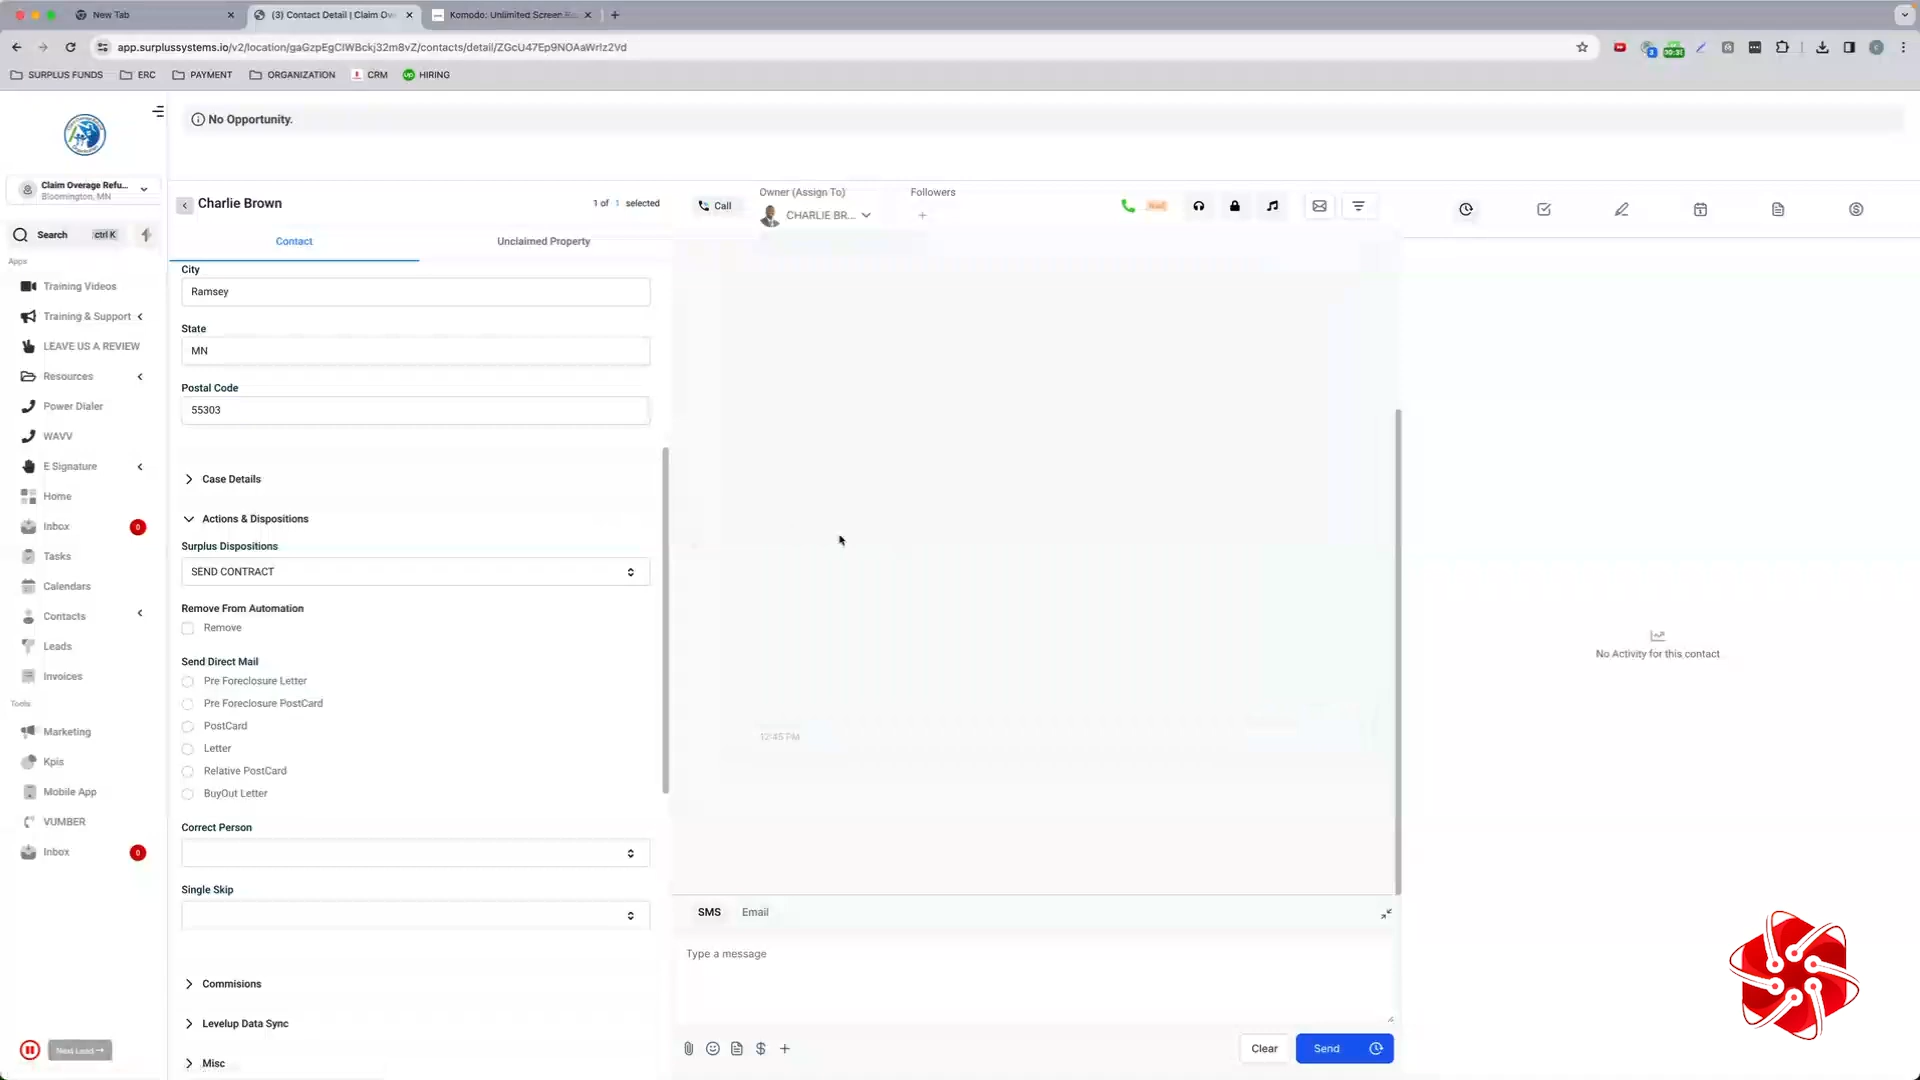 New Tab
(3) Contact Detail | Claim Ov
Komodo: Unlimited Screen
app.surplussystems.io/v2/location/gaGzpEgCIWBckj32m8vZ/contacts/detail/ZGcU47Ep9NOAaWrIz2Vd
SURPLUS FUNDS
ERC
PAYMENT
ORGANIZATION
CRM
HIRING
No Opportunity.
Claim Overage Refu...
Bloomington, MN
Search
ctrl K
Apps
Training Videos
Training & Support
LEAVE US A REVIEW
Resources
Power Dialer
WAVV
E Signature
Home
Inbox
0
Tasks
Calendars
Contacts
Leads
Invoices
Tools
Marketing
Kpis
Mobile App
VUMBER
Inbox
0
Next Lead →
Charlie Brown
1 of 1 selected
Contact
Unclaimed Property
City
Ramsey
State
MN
Postal Code
55303
Case Details
Actions & Dispositions
Surplus Dispositions
SEND CONTRACT
Remove From Automation
Remove
Send Direct Mail
Pre Foreclosure Letter
Pre Foreclosure PostCard
PostCard
Letter
Relative PostCard
BuyOut Letter
Correct Person
Single Skip
Commisions
Levelup Data Sync
Misc
Call
Owner (Assign To)
CHARLIE BR...
Followers
+
12:45 PM
SMS
Email
Type a message
Clear
Send
No Activity for this contact